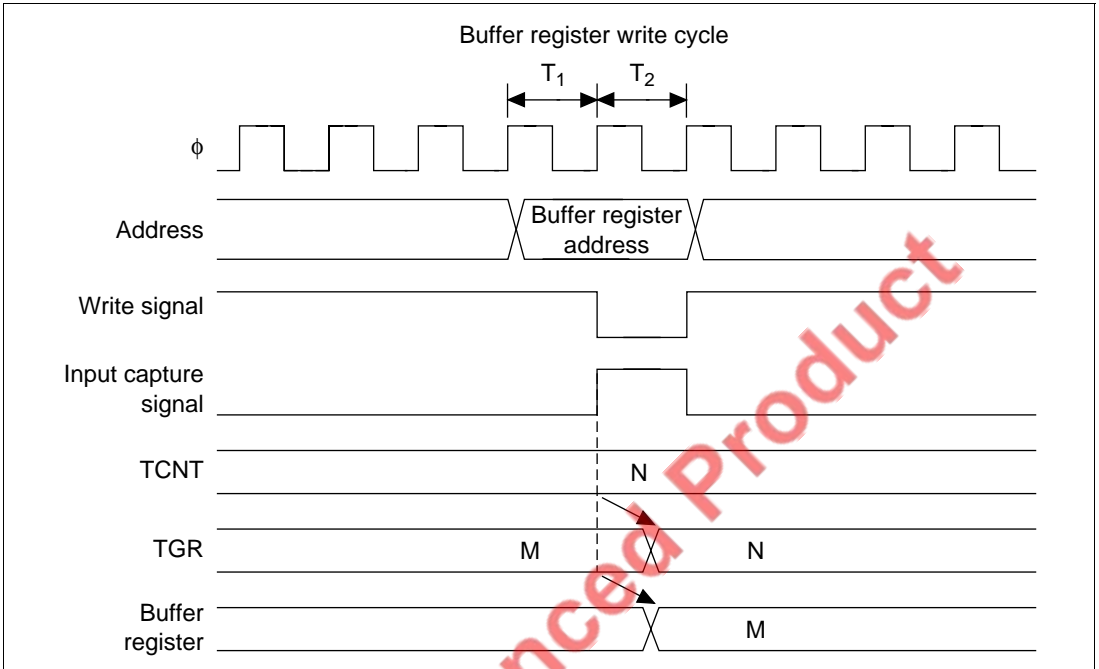 Buffer register write cycle
T1 T2
ϕ
Address
Buffer register
address
Write signal
Input capture
signal
TCNT
N
TGR
M
N
Buffer
register
M
nced Product